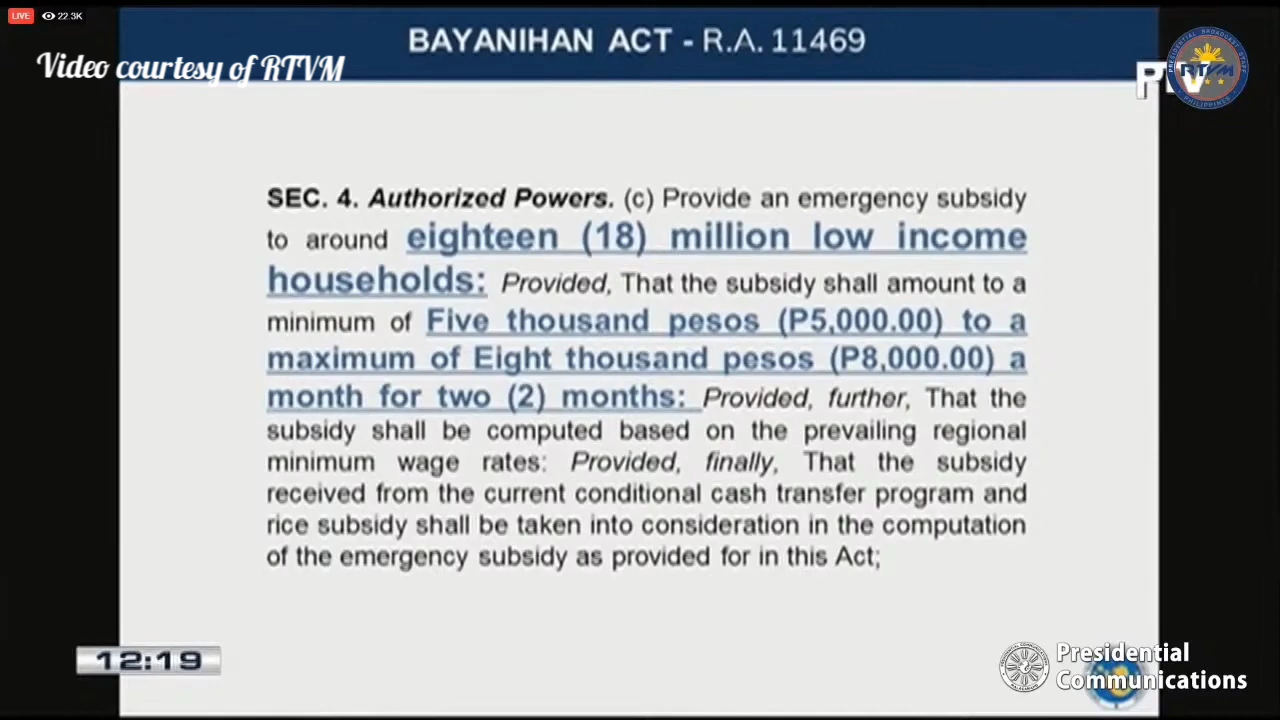 LIVE 22.3K
BAYANIHAN ACT - R.A. 11469
Video courtesy of RTVM
RTVM
SEC. 4. Authorized Powers. (c) Provide an emergency subsidy
to around eighteen (18) million low income
households: Provided, That the subsidy shall amount to a
minimum of Five thousand pesos (P5,000.00) to a
maximum of Eight thousand pesos (P8,000.00) a
month for two (2) months: Provided, further, That the
subsidy shall be computed based on the prevailing regional
minimum wage rates: Provided, finally, That the subsidy
received from the current conditional cash transfer program and
rice subsidy shall be taken into consideration in the computation
of the emergency subsidy as provided for in this Act;
12:19
Presidential
Communications